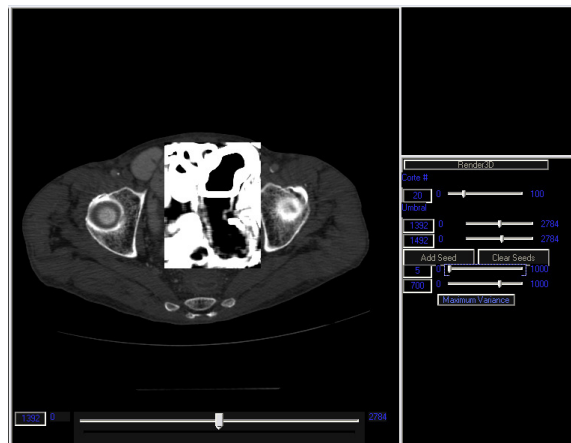 Render3D
Corte #
20 0 100
Umbral
1392 0 2784
1492 0 2784
Add Seed Clear Seeds
5 0 1000
700 0 1000
Maximum Variance
1392 0 2784